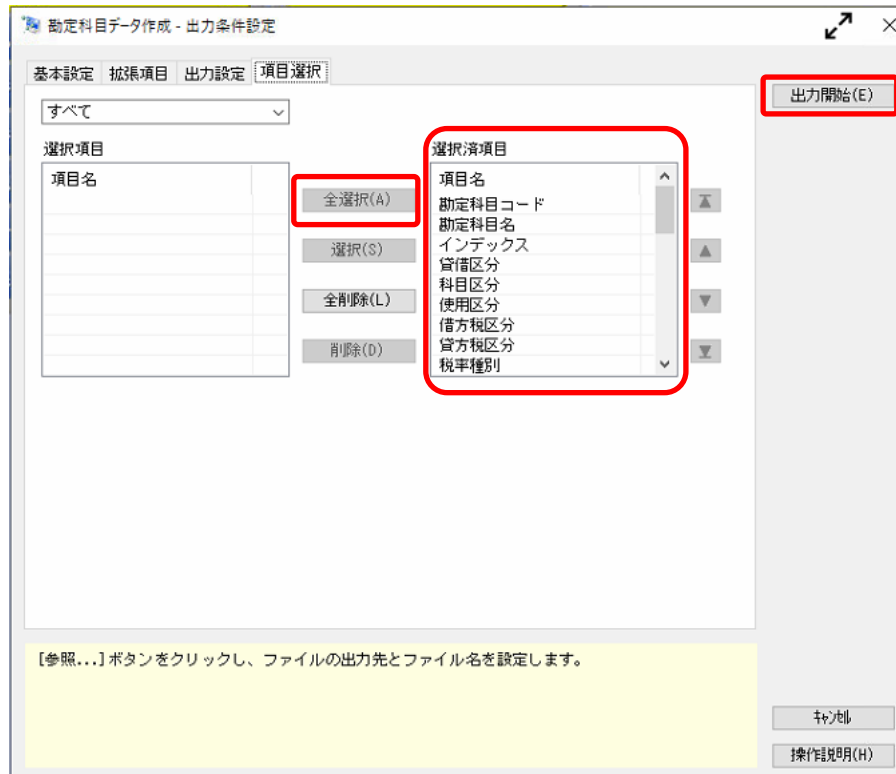 勘定科目データ作成 - 出力条件設定
基本設定 拡張項目 出力設定 項目選択
出力開始(E)
すべて
選択項目
項目名
全選択(A)
選択(S)
全削除(L)
削除(D)
選択済項目
項目名
勘定科目コード
勘定科目名
インデックス
貸借区分
科目区分
使用区分
借方税区分
貸方税区分
税率種別
[参照...]ボタンをクリックし、ファイルの出力先とファイル名を設定します。
キャンセル
操作説明(H)